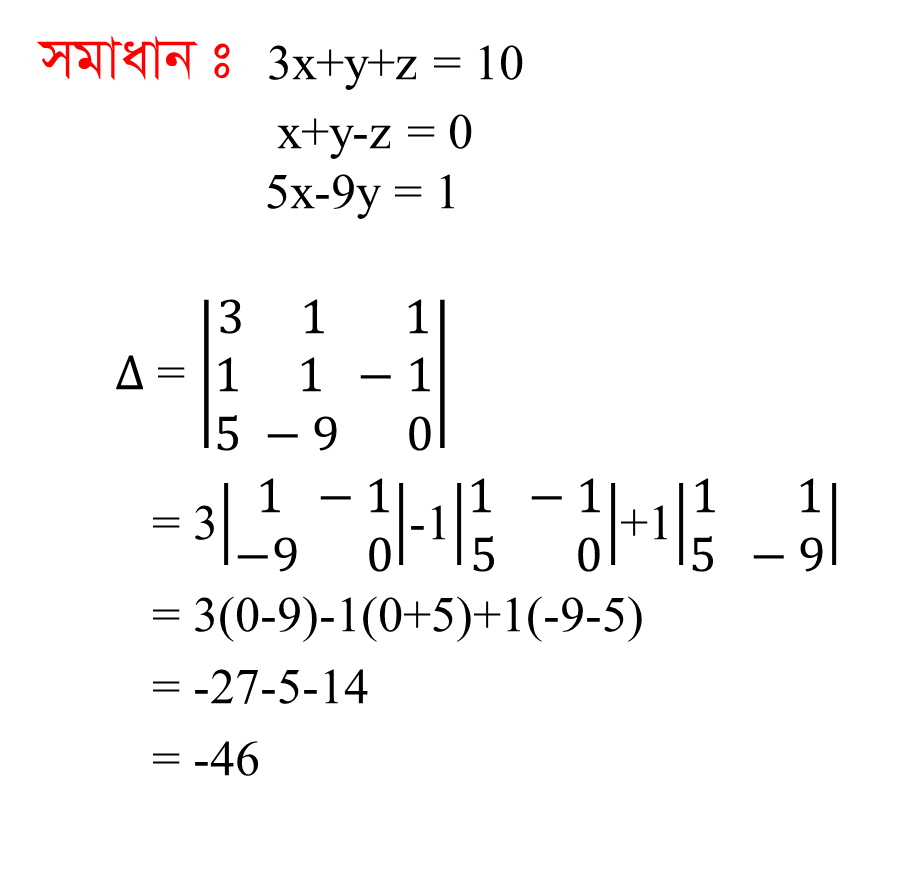 সমাধান ঃ 3x+y+z = 10
x+y-z = 0
5x-9y = 1
Δ = |3 1 1|
|1 1 − 1|
|5 − 9 0|
= 3|1 − 1; −9 0|-1|1 − 1; 5 0|+1|1 1; 5 − 9|
= 3(0-9)-1(0+5)+1(-9-5)
= -27-5-14
= -46